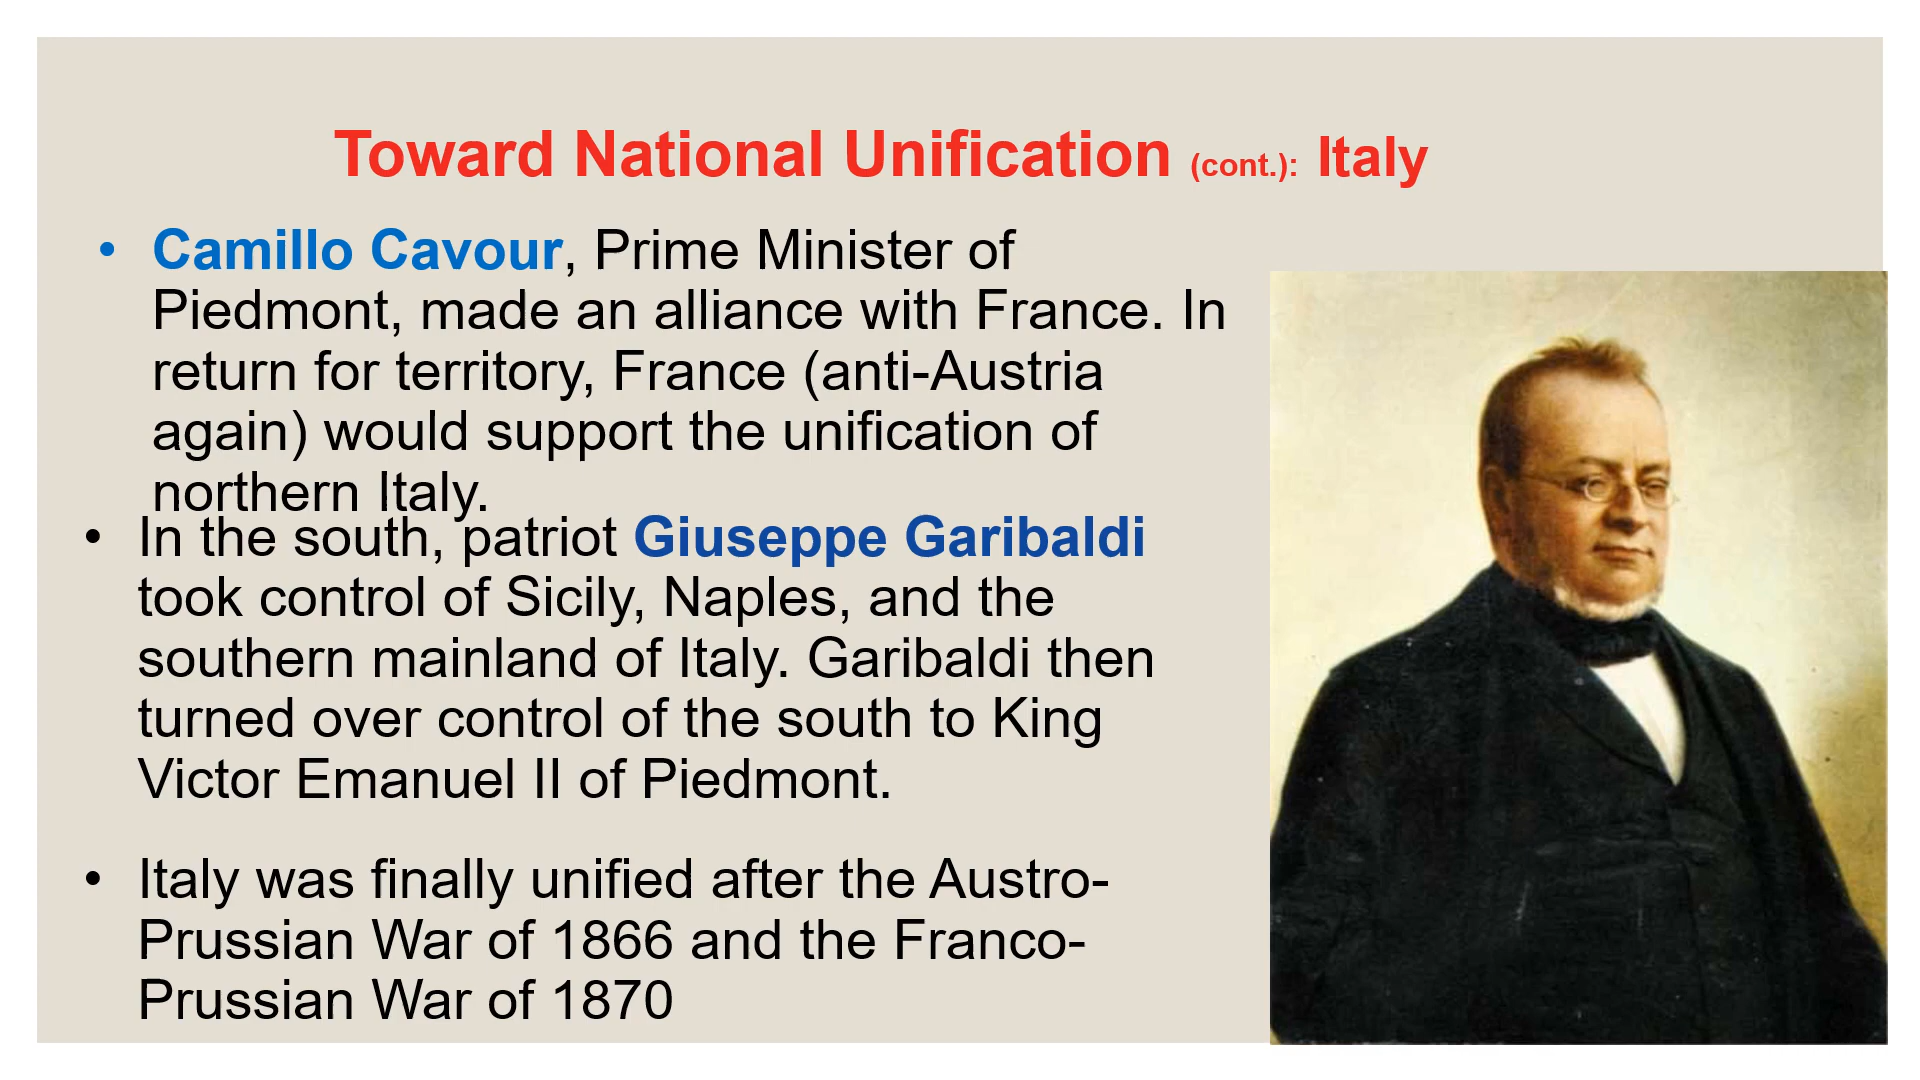 Toward National Unification (cont.): Italy
• Camillo Cavour, Prime Minister of
Piedmont, made an alliance with France. In
return for territory, France (anti-Austria
again) would support the unification of
northern Italy.
• In the south, patriot Giuseppe Garibaldi
took control of Sicily, Naples, and the
southern mainland of Italy. Garibaldi then
turned over control of the south to King
Victor Emanuel II of Piedmont.
• Italy was finally unified after the Austro-
Prussian War of 1866 and the Franco-
Prussian War of 1870